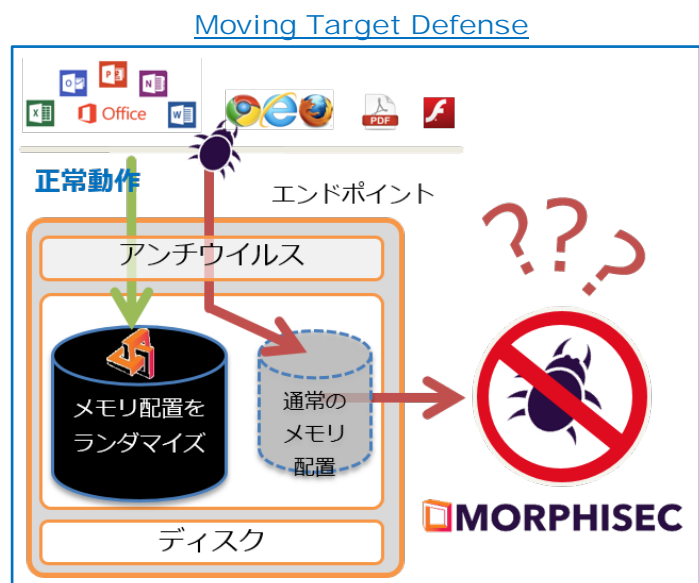 Moving Target Defense
O
P
N
X
Office
W
PDF
正常動作
エンドポイント
???
アンチウイルス
メモリ配置を
ランダマイズ
通常の
メモリ
配置
MORPHISEC
ディスク